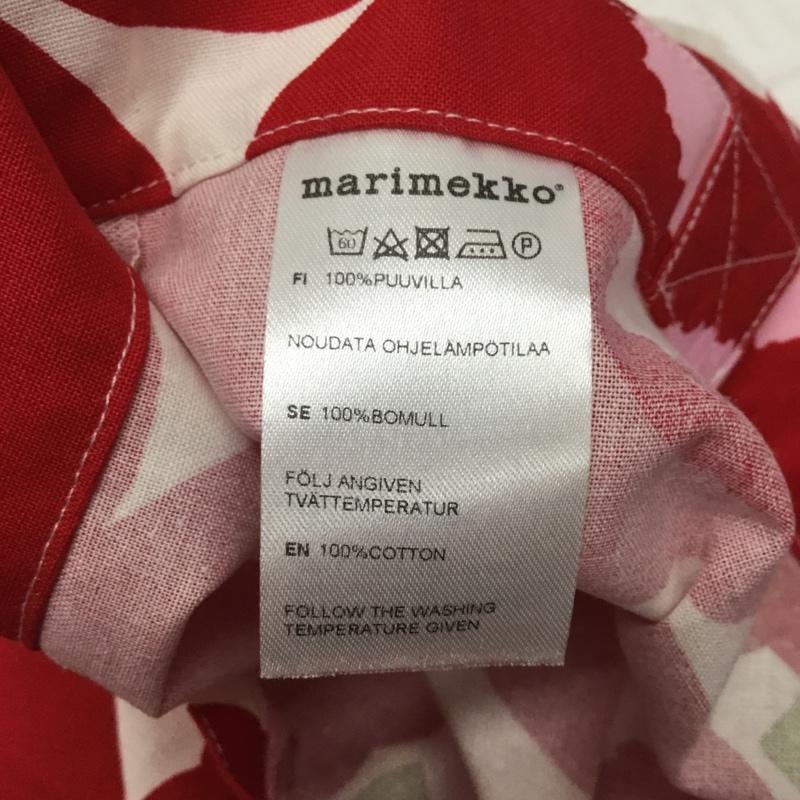 marimekko®
60 P
FI 100%PUUVILLA
NOUDATA OHJELÄMPÖTILAA
SE 100%BOMULL
FÖLJ ANGIVEN
TVÄTTEMPERATUR
EN 100%COTTON
FOLLOW THE WASHING
TEMPERATURE GIVEN